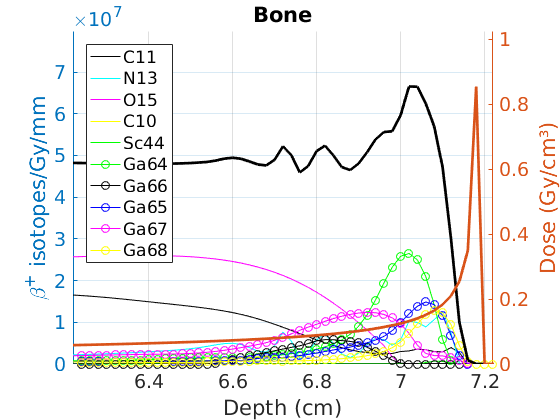 Bone
×10⁷
β⁺ isotopes/Gy/mm
7
6
5
4
3
2
1
0
C11
N13
O15
C10
Sc44
Ga64
Ga66
Ga65
Ga67
Ga68
1
0.8
0.6
0.4
0.2
0
Dose (Gy/cm³)
6.4 6.6 6.8 7 7.2
Depth (cm)